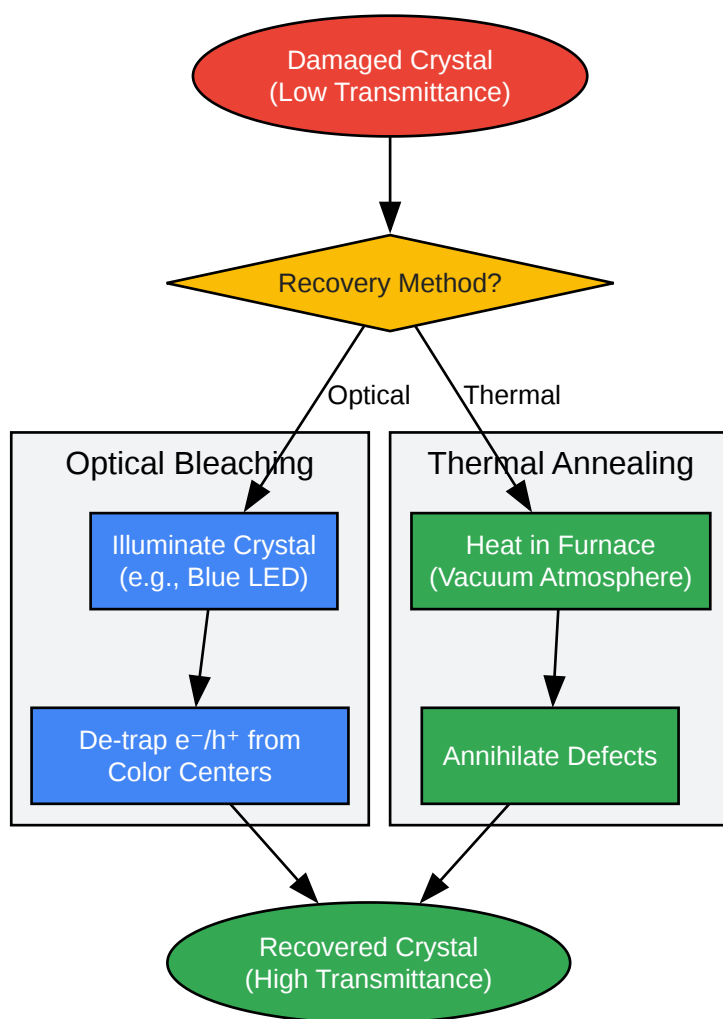 Damaged Crystal
(Low Transmittance)
Recovery Method?
Optical
Thermal
Optical Bleaching
Thermal Annealing
Illuminate Crystal
(e.g., Blue LED)
Heat in Furnace
(Vacuum Atmosphere)
De-trap e⁻/h⁺ from
Color Centers
Annihilate Defects
Recovered Crystal
(High Transmittance)